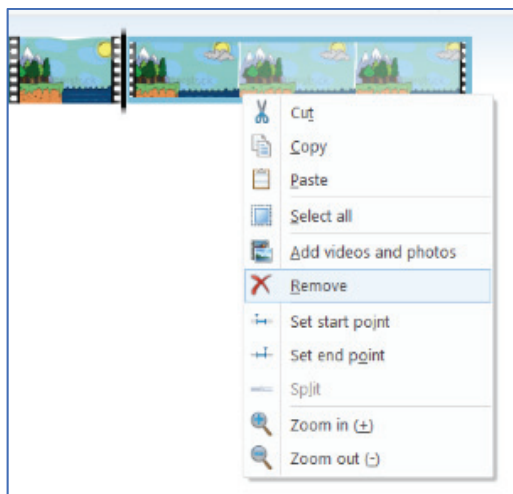 Cut
Copy
Paste
Select all
Add videos and photos
Remove
Set start point
Set end point
Split
Zoom in (+)
Zoom out (-)